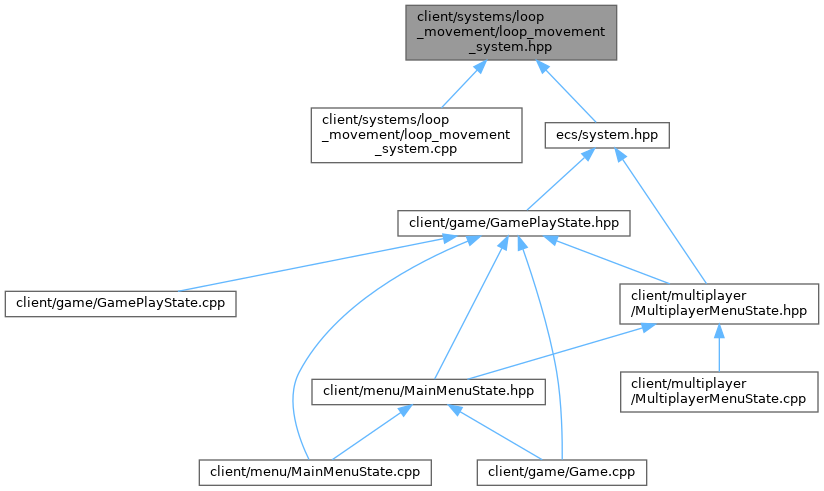 client/systems/loop
_movement/loop_movement
_system.hpp
client/systems/loop
_movement/loop_movement
_system.cpp
ecs/system.hpp
client/game/GamePlayState.hpp
client/game/GamePlayState.cpp
client/multiplayer
/MultiplayerMenuState.hpp
client/menu/MainMenuState.hpp
client/multiplayer
/MultiplayerMenuState.cpp
client/menu/MainMenuState.cpp
client/game/Game.cpp